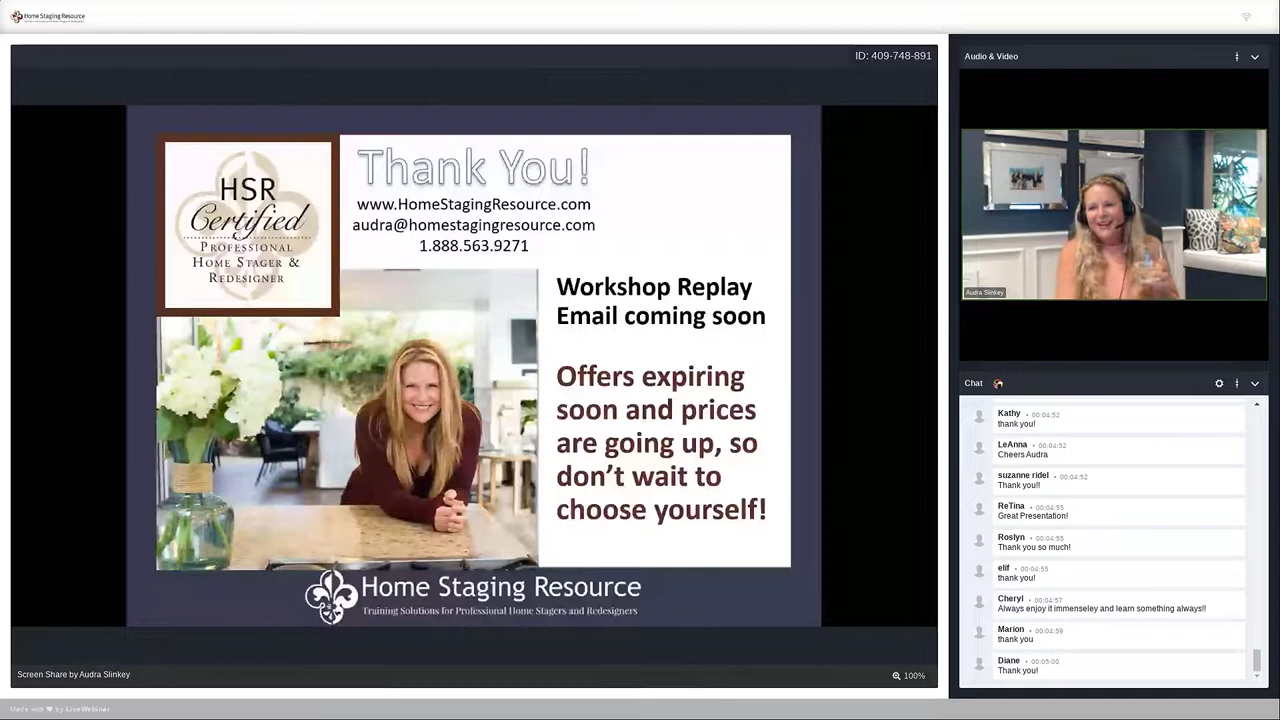 Home Staging Resource
ID: 409-748-891
HSR
Certified
PROFESSIONAL
HOME STAGER &
REDESIGNER
Thank You!
www.HomeStagingResource.com
audra@homestagingresource.com
1.888.563.9271
Workshop Replay
Email coming soon
Offers expiring
soon and prices
are going up, so
don't wait to
choose yourself!
Home Staging Resource
Training Solutions for Professional Home Stagers and Redesigners
Screen Share by Audra Slinkey
100%
Audio & Video
Audra Slinkey
Chat
Kathy • 00:04:52
thank you!
LeAnna • 00:04:52
Cheers Audra
suzanne ridel • 00:04:52
Thank you!!
ReTina • 00:04:55
Great Presentation!
Roslyn • 00:04:55
Thank you so much!
elif • 00:04:55
thank you!
Cheryl • 00:04:57
Always enjoy it immenseley and learn something always!!
Marion • 00:04:59
thank you
Diane • 00:05:00
Thank you!
Made with ❤ by LiveWebinar